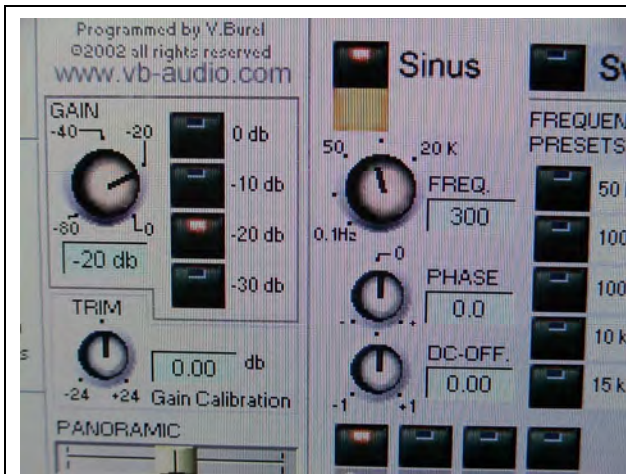 Programmed by V.Burel
©2002 all rights reserved
www.vb-audio.com
GAIN
-40
-20
-80
0
-20 db
0 db
-10 db
-20 db
-30 db
TRIM
-24
+24
0.00 db
Gain Calibration
PANORAMIC
Sinus
50
20 K
0.1Hz
FREQ.
300
0
PHASE
0.0
-
+
DC-OFF.
0.00
-1
+1
FREQUEN
PRESETS
50
100
100
10 k
15 k